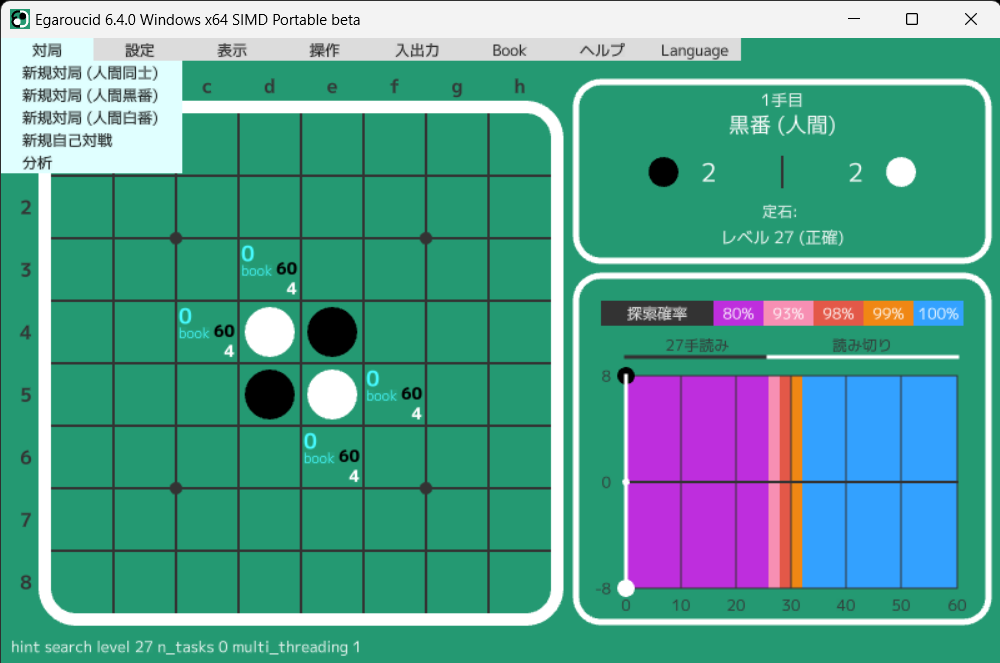 Egaroucid 6.4.0 Windows x64 SIMD Portable beta
対局 設定 表示 操作 入出力 Book ヘルプ Language
新規対局 (人間同士)
新規対局 (人間黒番)
新規対局 (人間白番)
新規自己対戦
分析
c d e f g h
2
3
4
5
6
7
8
0
book 60
4
0
book 60
4
0
book 60
4
0
book 60
4
1手目
黒番 (人間)
2 2
定石:
レベル 27 (正確)
探索確率 80% 93% 98% 99% 100%
27手読み 読み切り
8
0
-8
0 10 20 30 40 50 60
hint search level 27 n_tasks 0 multi_threading 1